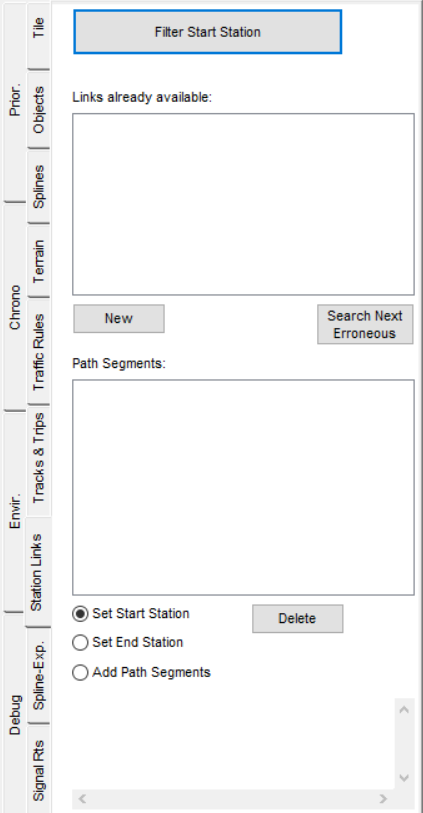 Prior.
Chrono
Envir.
Debug
Tile
Objects
Splines
Terrain
Traffic Rules
Tracks & Trips
Station Links
Spline-Exp.
Signal Rts
Filter Start Station
Links already available:
New
Search Next
Erroneous
Path Segments:
Set Start Station
Delete
Set End Station
Add Path Segments